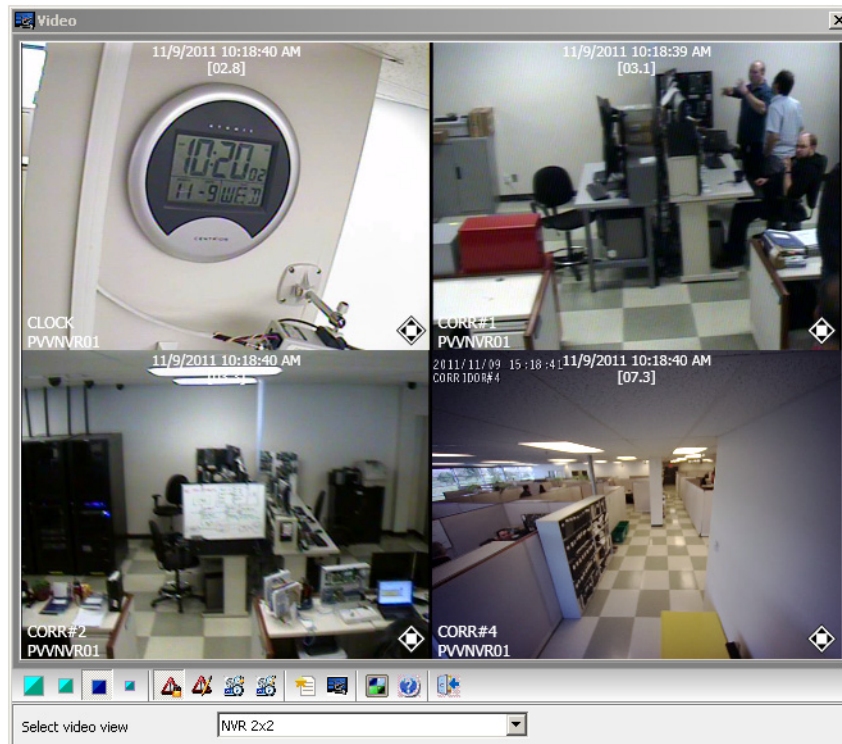 Video
11/9/2011 10:18:40 AM
[02.8]
ATOMIC
10:20 02
11-9 WED
CENTRIOS
CLOCK
PVVNVR01
11/9/2011 10:18:39 AM
[03.1]
CORR#1
PVVNVR01
11/9/2011 10:18:40 AM
CORR#2
PVVNVR01
2011/11/09 15:18:41
CORRIDOR#4
11/9/2011 10:18:40 AM
[07.3]
CORR#4
PVVNVR01
Select video view
NVR 2x2